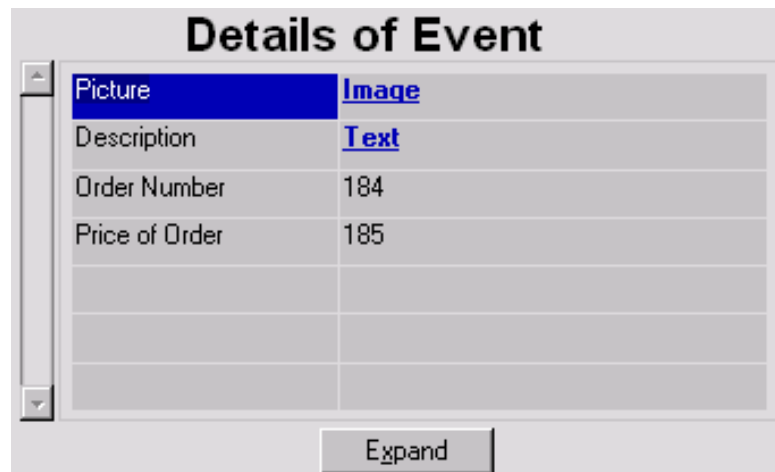 Details of Event
Picture Image
Description Text
Order Number 184
Price of Order 185
Expand